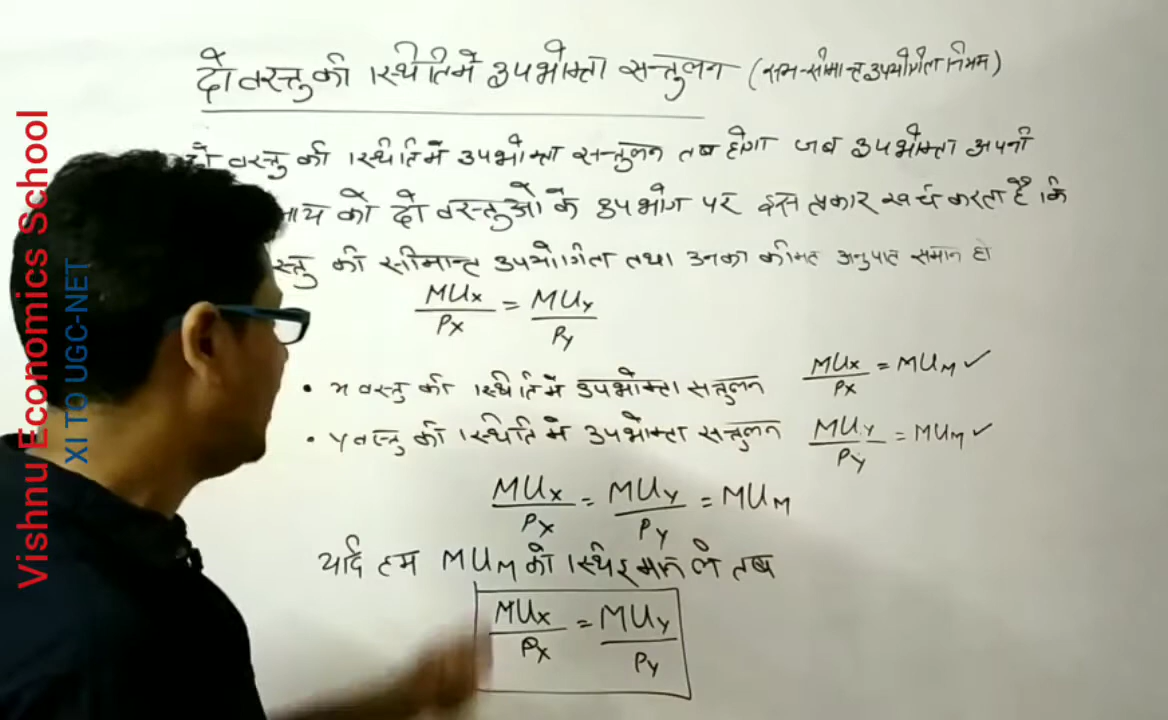 Vishnu Economics School
XI TO UGC-NET
दो वस्तु की स्थिति में उपभोक्ता सन्तुलन (सम-सीमान्त उपयोगिता नियम)
वस्तु की स्थिति में उपभोक्ता सन्तुलन तब होगा जब उपभोक्ता अपनी
को दो वस्तुओं के उपभोग पर इस प्रकार खर्च करता है कि
की सीमान्त उपयोगिता तथा उनका कीमत अनुपात समान हो
MUx/Px = MUy/Py
• x वस्तु की स्थिति में उपभोक्ता सन्तुलन MUx/Px = MUM ✓
• y वस्तु की स्थिति में उपभोक्ता सन्तुलन MUy/Py = MUM ✓
MUx/Px = MUy/Py = MUM
यदि हम MUM को स्थिर मान ले तब
MUx/Px = MUy/Py